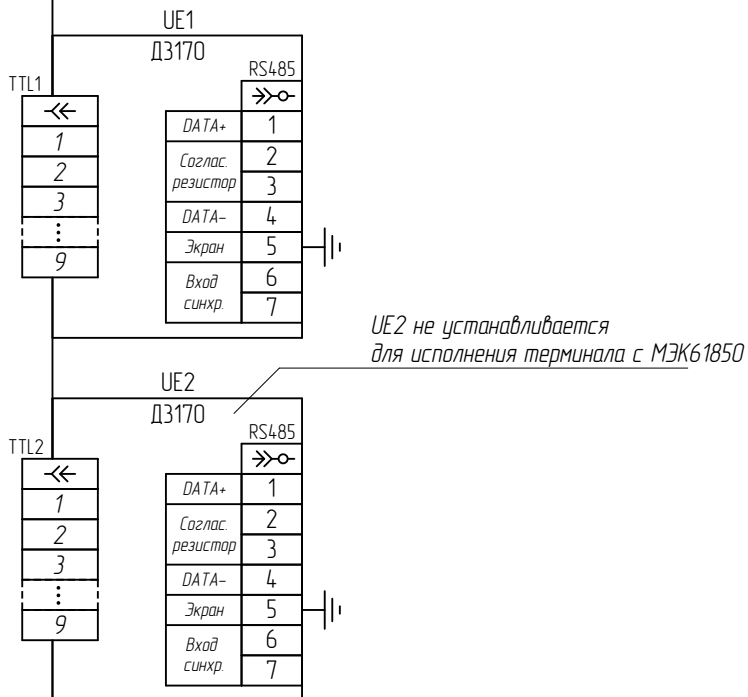 UE1
Д3170
RS485
TTL1
1
2
3
9
DATA+ 1
Соглас. 2
резистор 3
DATA– 4
Экран 5
Вход 6
синхр. 7
UE2 не устанавливается
для исполнения терминала с МЭК61850
UE2
Д3170
RS485
TTL2
1
2
3
9
DATA+ 1
Соглас. 2
резистор 3
DATA– 4
Экран 5
Вход 6
синхр. 7